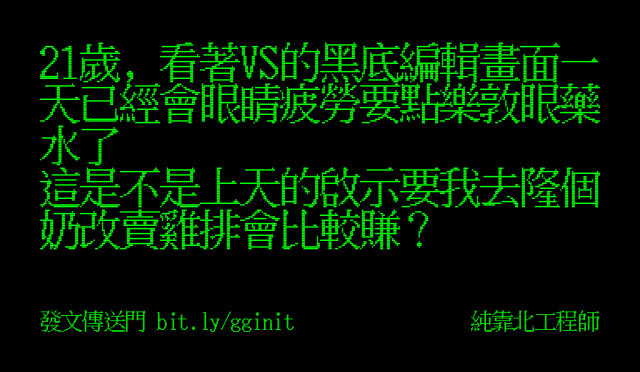 21歲, 看著VS的黑底編輯畫面一
天已經會眼睛疲勞要點樂敦眼藥
水了
這是不是上天的啟示要我去隆個
奶改賣雞排會比較賺？
發文傳送門 bit.ly/gginit 純靠北工程師